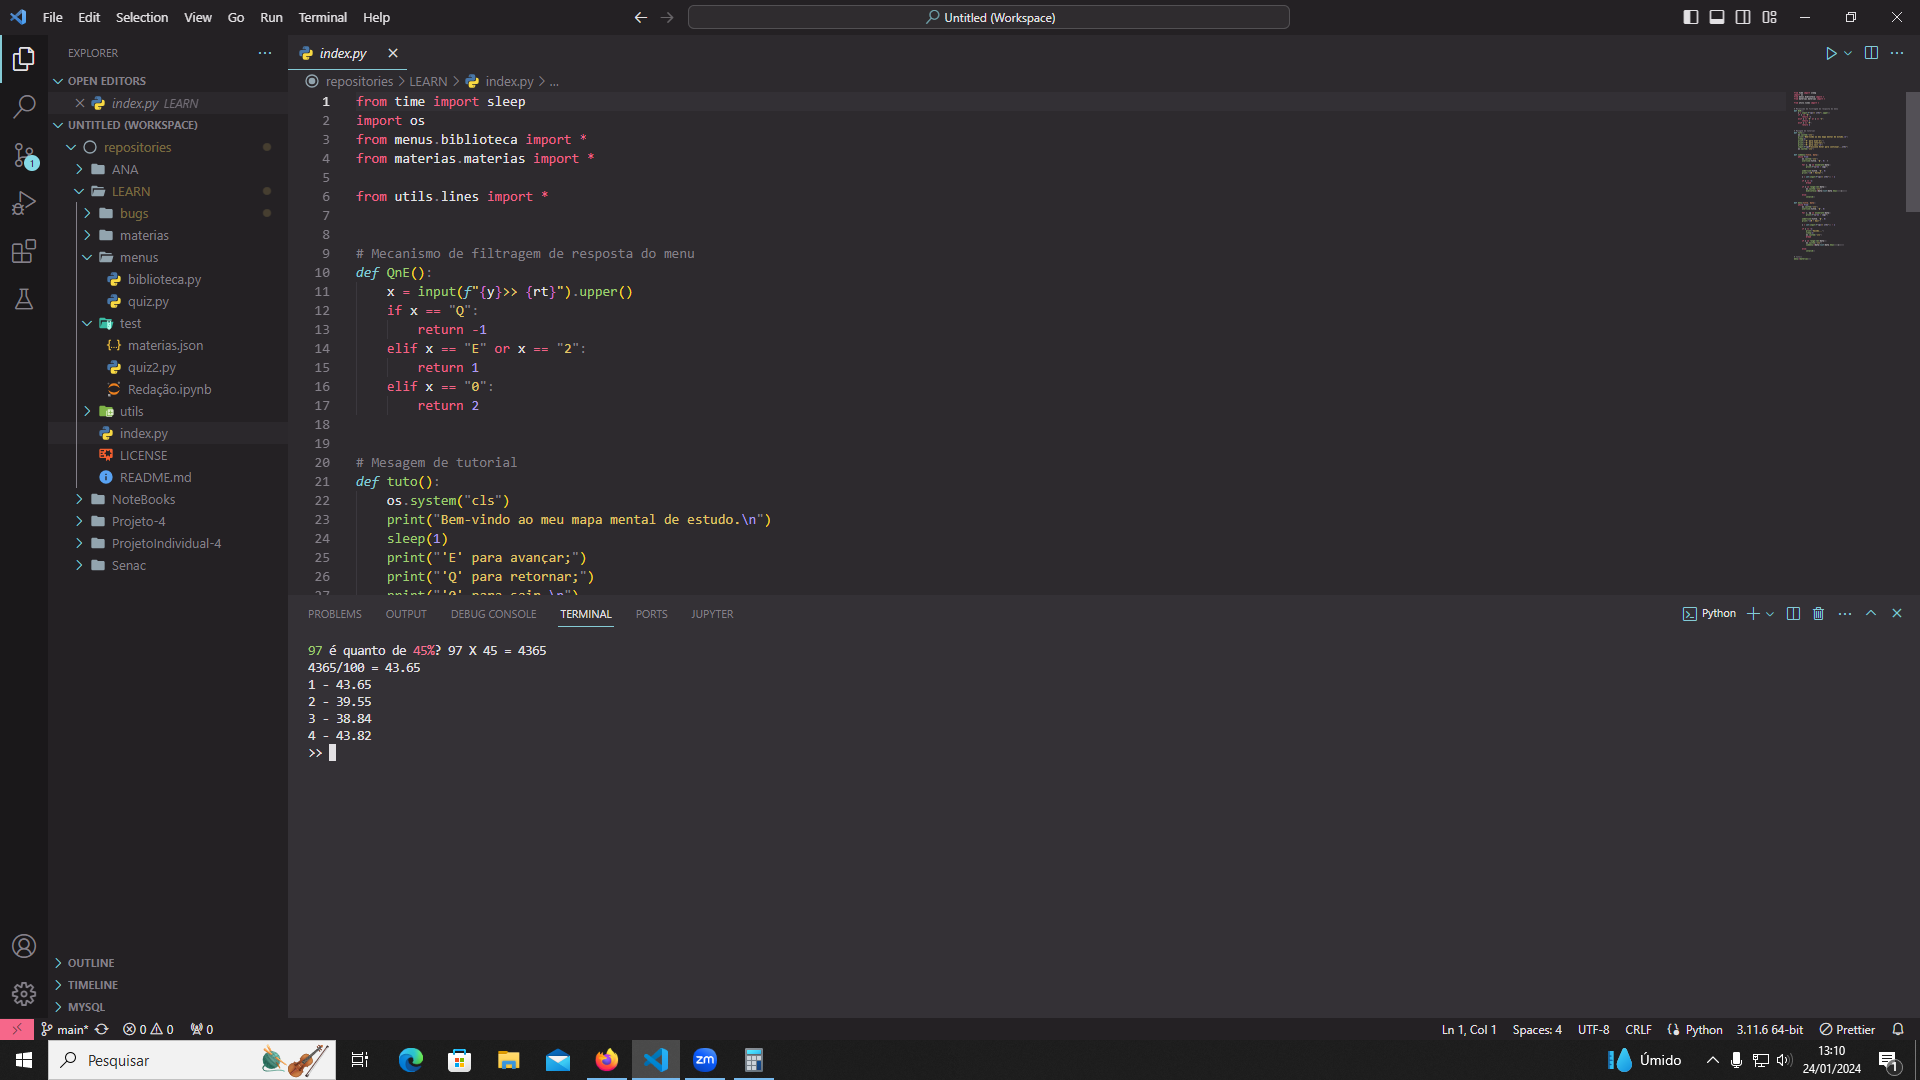 File Edit Selection View Go Run Terminal Help
Untitled (Workspace)
EXPLORER
OPEN EDITORS
index.py LEARN
UNTITLED (WORKSPACE)
repositories
ANA
LEARN
bugs
materias
menus
biblioteca.py
quiz.py
test
materias.json
quiz2.py
Redação.ipynb
utils
index.py
LICENSE
README.md
NoteBooks
Projeto-4
ProjetoIndividual-4
Senac
OUTLINE
TIMELINE
MYSQL
1
index.py
repositories > LEARN > index.py > ...
1 from time import sleep
2 import os
3 from menus.biblioteca import *
4 from materias.materias import *
5
6 from utils.lines import *
7
8
9 # Mecanismo de filtragem de resposta do menu
10 def QnE():
11 x = input(f"{y}>> {rt}").upper()
12 if x == "Q":
13 return -1
14 elif x == "E" or x == "2":
15 return 1
16 elif x == "0":
17 return 2
18
19
20 # Mesagem de tutorial
21 def tuto():
22 os.system("cls")
23 print("Bem-vindo ao meu mapa mental de estudo.\n")
24 sleep(1)
25 print("'E' para avançar;")
26 print("'Q' para retornar;")
27 print("'0' para sair.\n")
PROBLEMS OUTPUT DEBUG CONSOLE TERMINAL PORTS JUPYTER
Python
97 é quanto de 45%? 97 X 45 = 4365
4365/100 = 43.65
1 - 43.65
2 - 39.55
3 - 38.84
4 - 43.82
>>
main* 0 0 0
Ln 1, Col 1 Spaces: 4 UTF-8 CRLF Python 3.11.6 64-bit Prettier
Pesquisar
zm
Úmido
13:10
24/01/2024
1